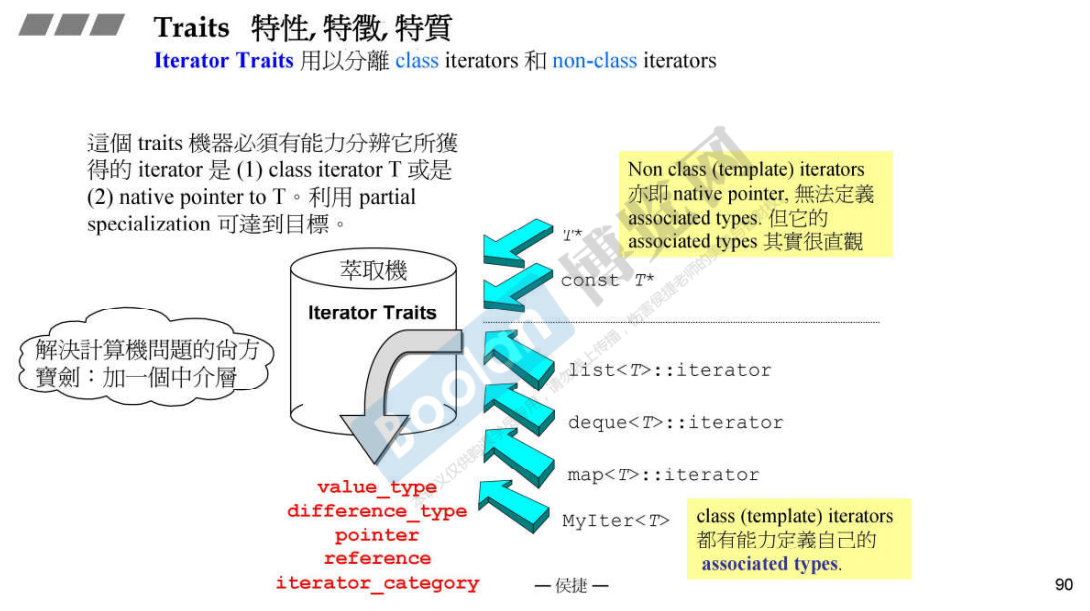 Traits 特性, 特徵, 特質
Iterator Traits 用以分離 class iterators 和 non-class iterators
這個 traits 機器必須有能力分辨它所獲
得的 iterator 是 (1) class iterator T 或是
(2) native pointer to T。利用 partial
specialization 可達到目標。
Non class (template) iterators
亦即 native pointer, 無法定義
associated types. 但它的
associated types 其實很直觀
T*
const T*
萃取機
Iterator Traits
解決計算機問題的尚方
寶劍：加一個中介層
list<T>::iterator
deque<T>::iterator
map<T>::iterator
MyIter<T>
class (template) iterators
都有能力定義自己的
associated types.
value_type
difference_type
pointer
reference
iterator_category
Boolan 博览网
— 侯捷 —
90